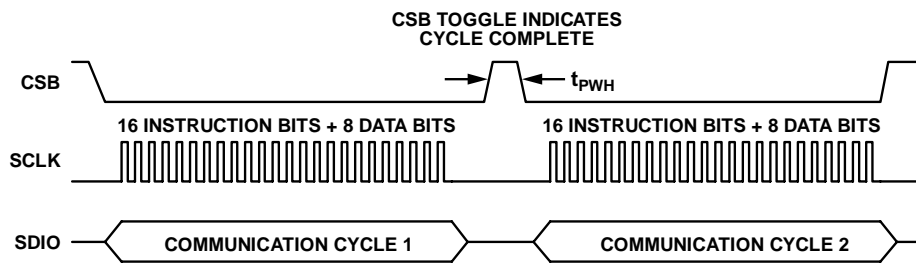 CSB TOGGLE INDICATES
CYCLE COMPLETE
CSB
tPWH
16 INSTRUCTION BITS + 8 DATA BITS
16 INSTRUCTION BITS + 8 DATA BITS
SCLK
SDIO
COMMUNICATION CYCLE 1
COMMUNICATION CYCLE 2